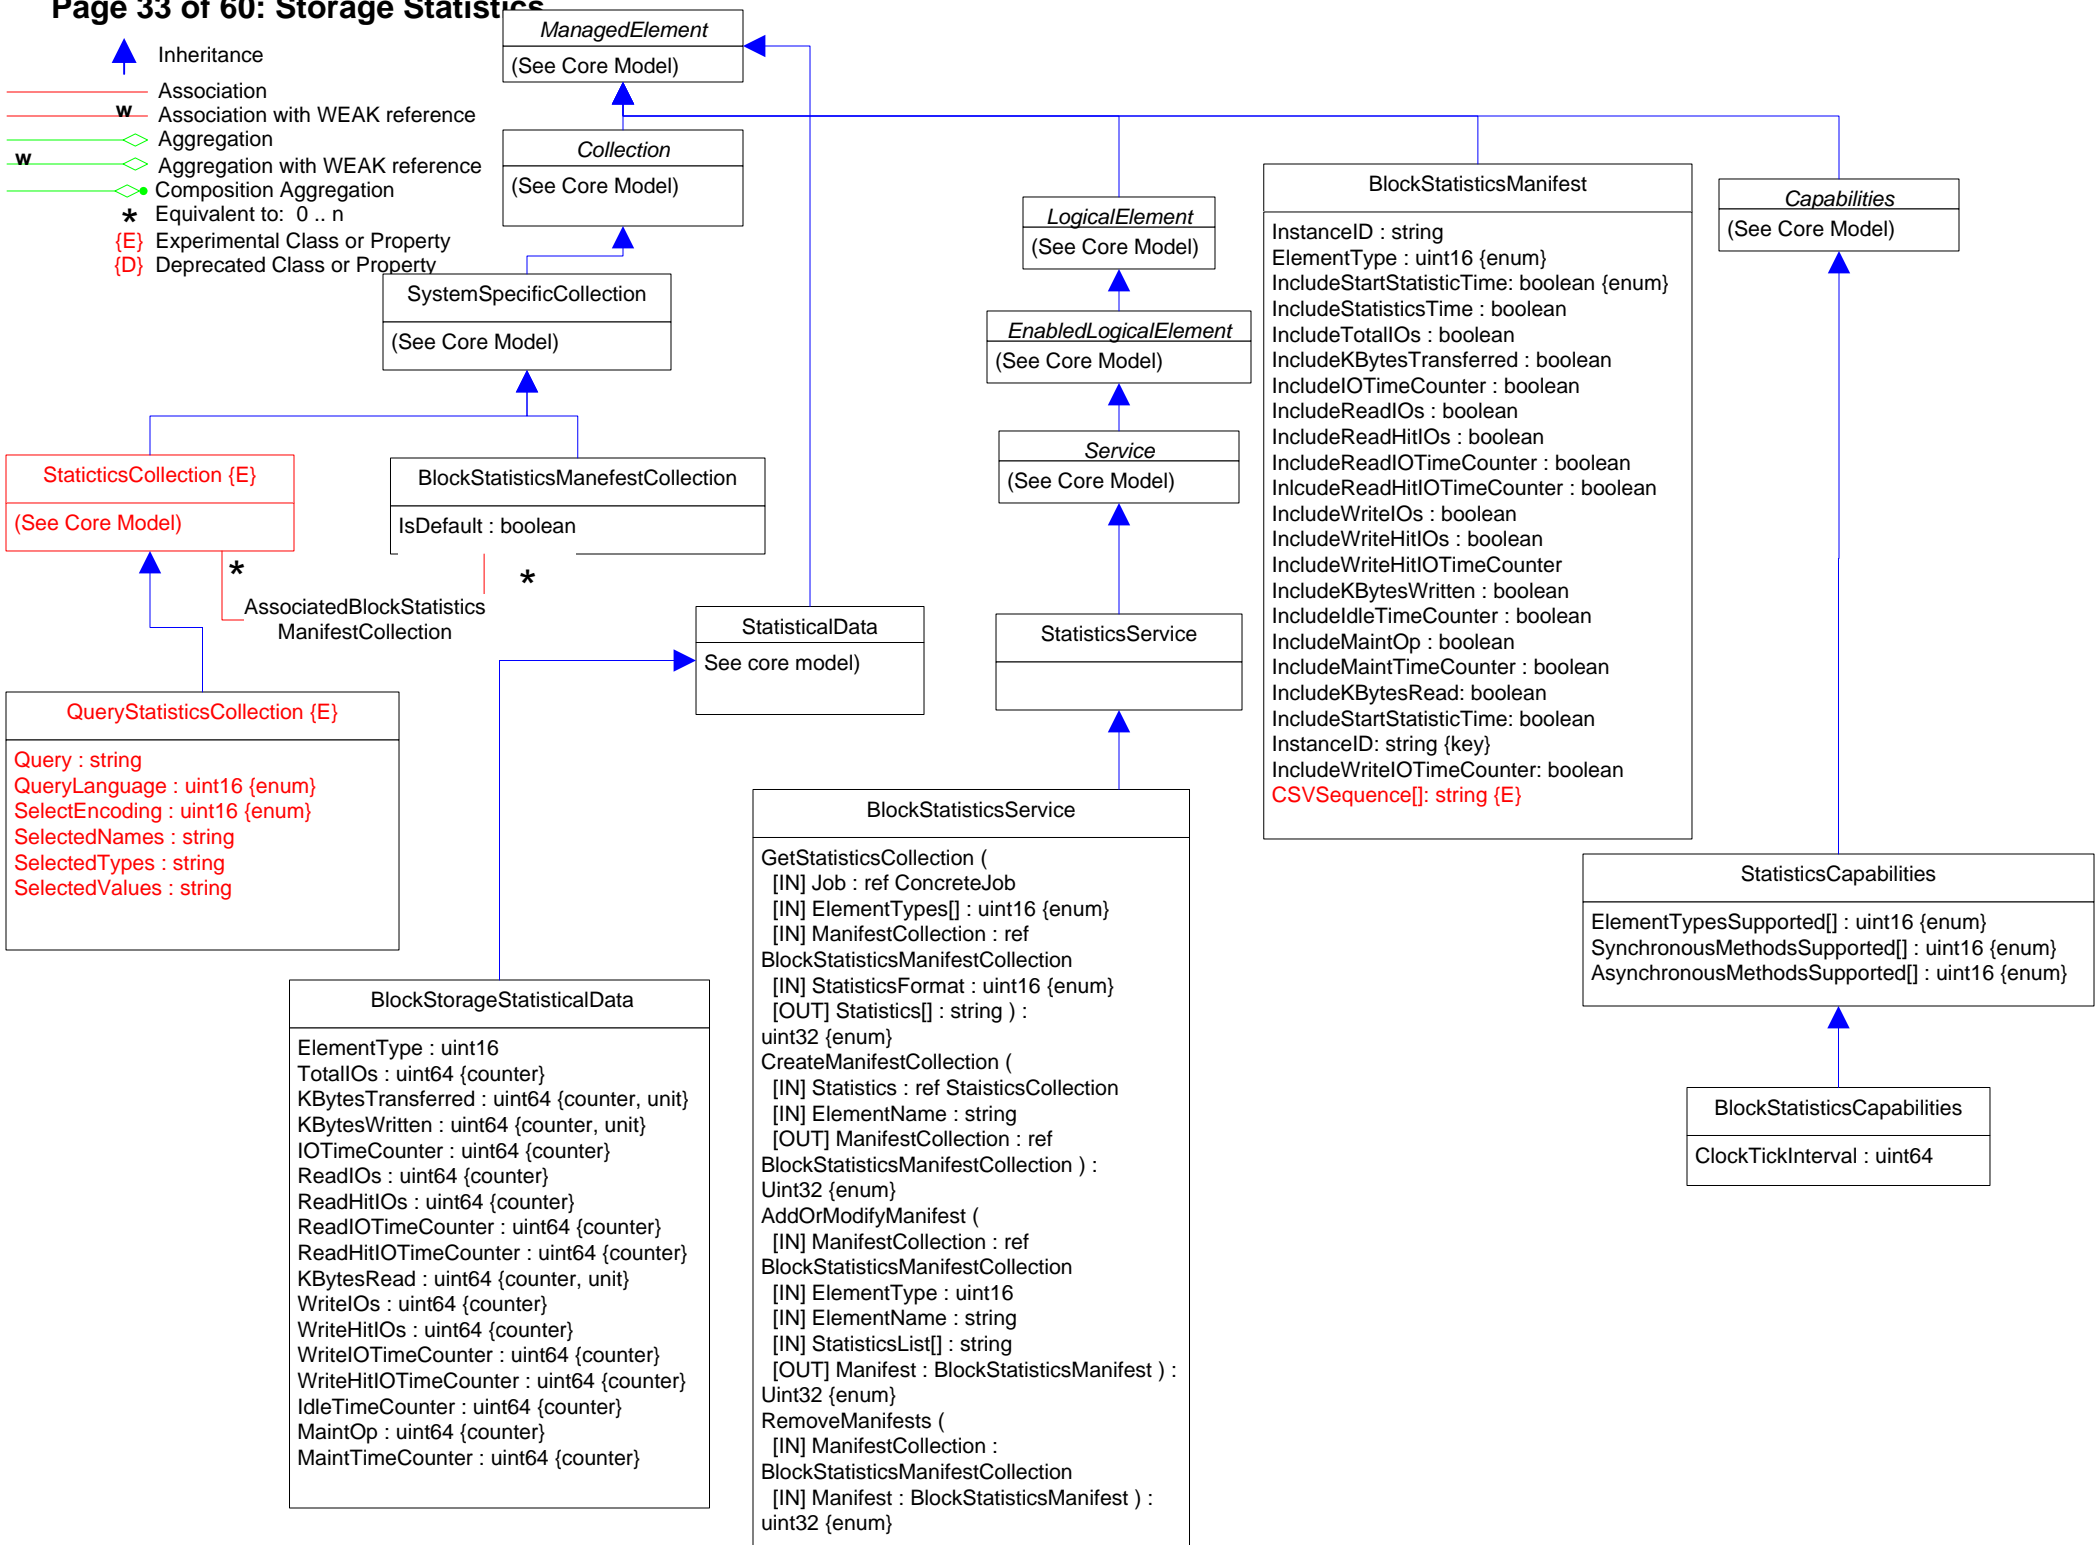 Page 33 of 60: Storage Statistics
Inheritance
Association
w
Association with WEAK reference
Aggregation
w
Aggregation with WEAK reference
Composition Aggregation
* Equivalent to: 0 .. n
{E} Experimental Class or Property
{D} Deprecated Class or Property
ManagedElement
(See Core Model)
Collection
(See Core Model)
SystemSpecificCollection
(See Core Model)
StaticticsCollection {E}
(See Core Model)
BlockStatisticsManefestCollection
IsDefault : boolean
*
*
AssociatedBlockStatistics
ManifestCollection
QueryStatisticsCollection {E}
Query : string
QueryLanguage : uint16 {enum}
SelectEncoding : uint16 {enum}
SelectedNames : string
SelectedTypes : string
SelectedValues : string
StatisticalData
See core model)
BlockStorageStatisticalData
ElementType : uint16
TotalIOs : uint64 {counter}
KBytesTransferred : uint64 {counter, unit}
KBytesWritten : uint64 {counter, unit}
IOTimeCounter : uint64 {counter}
ReadIOs : uint64 {counter}
ReadHitIOs : uint64 {counter}
ReadIOTimeCounter : uint64 {counter}
ReadHitIOTimeCounter : uint64 {counter}
KBytesRead : uint64 {counter, unit}
WriteIOs : uint64 {counter}
WriteHitIOs : uint64 {counter}
WriteIOTimeCounter : uint64 {counter}
WriteHitIOTimeCounter : uint64 {counter}
IdleTimeCounter : uint64 {counter}
MaintOp : uint64 {counter}
MaintTimeCounter : uint64 {counter}
LogicalElement
(See Core Model)
EnabledLogicalElement
(See Core Model)
Service
(See Core Model)
StatisticsService
BlockStatisticsService
GetStatisticsCollection (
[IN] Job : ref ConcreteJob
[IN] ElementTypes[] : uint16 {enum}
[IN] ManifestCollection : ref
BlockStatisticsManifestCollection
[IN] StatisticsFormat : uint16 {enum}
[OUT] Statistics[] : string ) :
uint32 {enum}
CreateManifestCollection (
[IN] Statistics : ref StaisticsCollection
[IN] ElementName : string
[OUT] ManifestCollection : ref
BlockStatisticsManifestCollection ) :
Uint32 {enum}
AddOrModifyManifest (
[IN] ManifestCollection : ref
BlockStatisticsManifestCollection
[IN] ElementType : uint16
[IN] ElementName : string
[IN] StatisticsList[] : string
[OUT] Manifest : BlockStatisticsManifest ) :
Uint32 {enum}
RemoveManifests (
[IN] ManifestCollection :
BlockStatisticsManifestCollection
[IN] Manifest : BlockStatisticsManifest ) :
uint32 {enum}
BlockStatisticsManifest
InstanceID : string
ElementType : uint16 {enum}
IncludeStartStatisticTime: boolean {enum}
IncludeStatisticsTime : boolean
IncludeTotalIOs : boolean
IncludeKBytesTransferred : boolean
IncludeIOTimeCounter : boolean
IncludeReadIOs : boolean
IncludeReadHitIOs : boolean
IncludeReadIOTimeCounter : boolean
InlcudeReadHitIOTimeCounter : boolean
IncludeWriteIOs : boolean
IncludeWriteHitIOs : boolean
IncludeWriteHitIOTimeCounter
IncludeKBytesWritten : boolean
IncludeIdleTimeCounter : boolean
IncludeMaintOp : boolean
IncludeMaintTimeCounter : boolean
IncludeKBytesRead: boolean
IncludeStartStatisticTime: boolean
InstanceID: string {key}
IncludeWriteIOTimeCounter: boolean
CSVSequence[]: string {E}
Capabilities
(See Core Model)
StatisticsCapabilities
ElementTypesSupported[] : uint16 {enum}
SynchronousMethodsSupported[] : uint16 {enum}
AsynchronousMethodsSupported[] : uint16 {enum}
BlockStatisticsCapabilities
ClockTickInterval : uint64